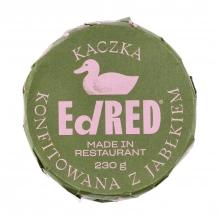 KACZKA
KONFITOWANA Z JABŁKIEM
Ed/RED®
MADE IN
RESTAURANT
230 g